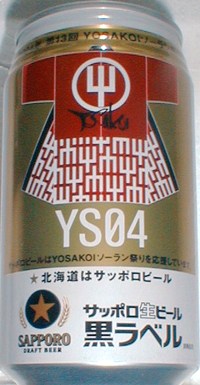 第13回 YOSAKOIソーラン
YS04
サッポロビールはYOSAKOIソーラン祭りを応援しています
★北海道はサッポロビール
SAPPORO
DRAFT BEER
サッポロ生ビール
黒ラベル